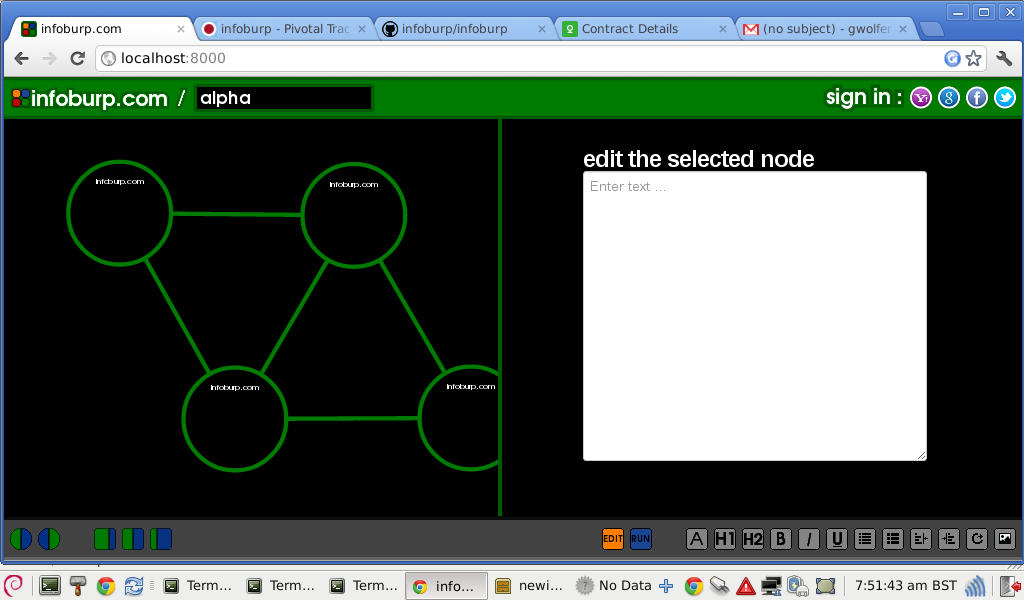 infoburp.com
infoburp - Pivotal Trac
infoburp/infoburp
Contract Details
(no subject) - gwolfer
localhost:8000
infoburp.com / alpha
sign in :
infoburp.com
infoburp.com
edit the selected node
Enter text ...
infoburp.com
infoburp.com
EDIT RUN A H1 H2 B I U
Term... Term... Term... info... newi... No Data 7:51:43 am BST